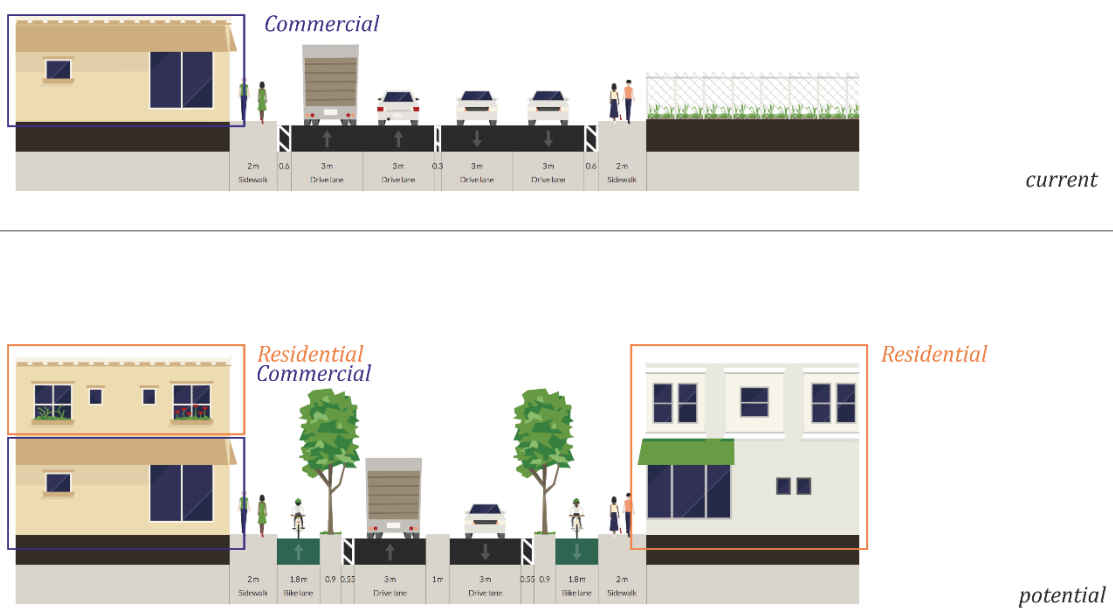 Commercial
2m 0.6 3m 3m 0.3 3m 3m 0.6 2m
Sidewalk Drive lane Drive lane Drive lane Drive lane Sidewalk
current
Residential Residential
Commercial
2m 1.8m 0.9 0.55 3m 1m 3m 0.55 0.9 1.8m 2m
Sidewalk Bike lane Drive lane Drive lane Bike lane Sidewalk
potential